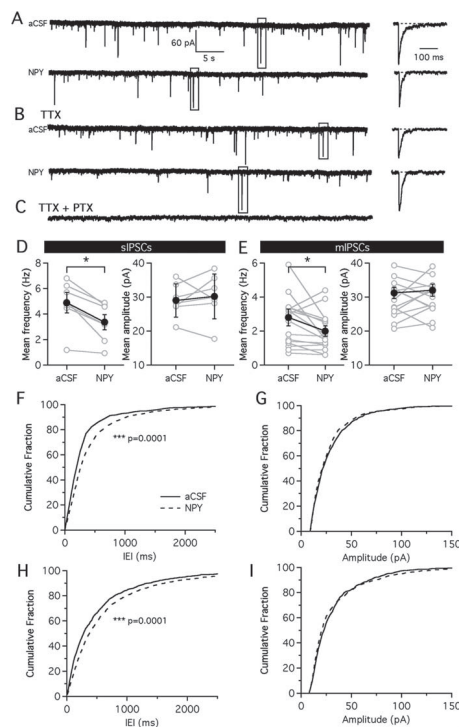 A
aCSF
60 pA
5 s
100 ms
NPY
B
TTX
aCSF
NPY
C
TTX + PTX
D
sIPSCs
E
mIPSCs
Mean frequency (Hz)
8
6
4
2
0
*
aCSF
NPY
Mean amplitude (pA)
40
30
20
10
aCSF
NPY
Mean frequency (Hz)
6
4
2
0
*
aCSF
NPY
Mean amplitude (pA)
40
30
20
10
aCSF
NPY
F
Cumulative Fraction
100
80
60
40
20
0
*** p=0.0001
aCSF
NPY
0
1000
2000
IEI (ms)
G
Cumulative Fraction
100
80
60
40
20
0
0
50
100
150
Amplitude (pA)
H
Cumulative Fraction
100
80
60
40
20
0
*** p=0.0001
0
1000
2000
IEI (ms)
I
Cumulative Fraction
100
80
60
40
20
0
0
50
100
150
Amplitude (pA)